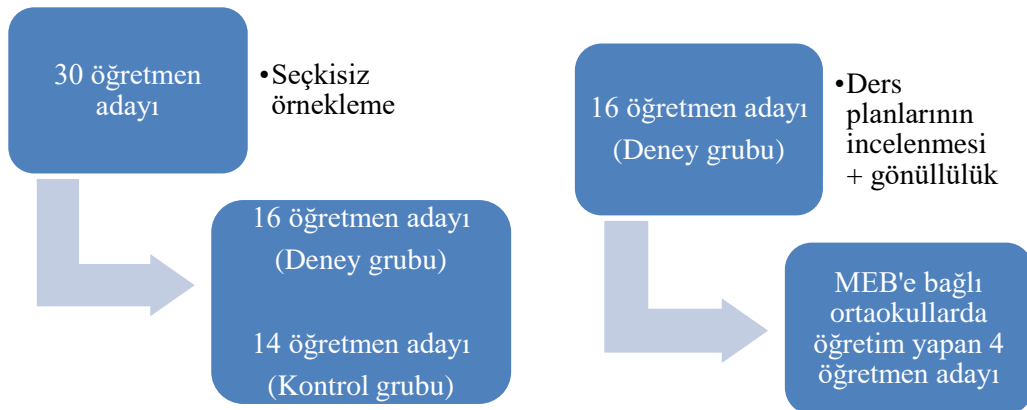 30 öğretmen
adayı
•Seçkisiz
örnekleme
16 öğretmen adayı
(Deney grubu)
14 öğretmen adayı
(Kontrol grubu)
16 öğretmen adayı
(Deney grubu)
•Ders
planlarının
incelenmesi
+ gönüllülük
MEB'e bağlı
ortaokullarda
öğretim yapan 4
öğretmen adayı